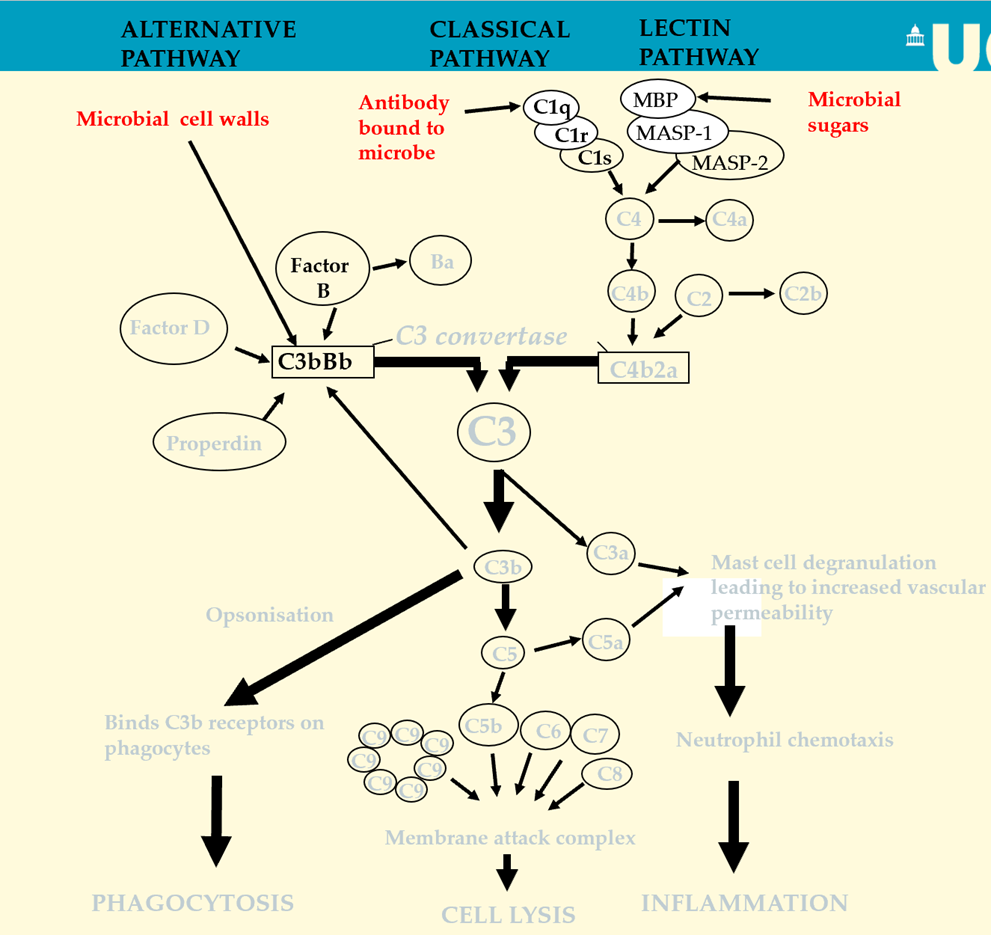 ALTERNATIVE
PATHWAY
CLASSICAL
PATHWAY
LECTIN
PATHWAY
Microbial cell walls
Antibody
bound to
microbe
C1q
C1r
C1s
MBP
MASP-1
MASP-2
Microbial
sugars
C4
C4a
Factor
B
Ba
C4b
C2
C2b
Factor D
C3 convertase
C3bBb
C4b2a
C3
Properdin
C3b
C3a
Mast cell degranulation
leading to increased vascular
permeability
Opsonisation
C5
C5a
Binds C3b receptors on
phagocytes
C9
C9
C9
C9
C9
C9
C9
C5b
C6
C7
C8
Neutrophil chemotaxis
Membrane attack complex
PHAGOCYTOSIS
CELL LYSIS
INFLAMMATION